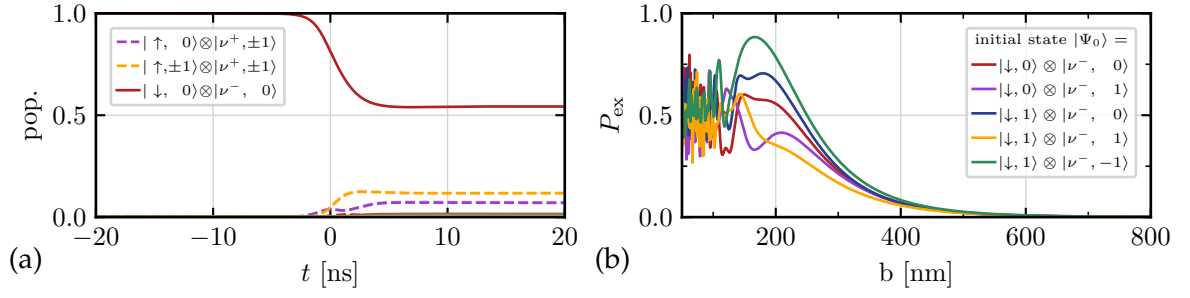 1.0
0.5
0.0
pop.
| ↑, 0⟩⊗|ν⁺,±1⟩
| ↑,±1⟩⊗|ν⁺,±1⟩
| ↓, 0⟩⊗|ν⁻, 0⟩
−20 −10 0 10 20
t [ns]
(a)
1.0
0.5
0.0
P_ex
initial state |Ψ₀⟩ =
|↓, 0⟩ ⊗ |ν⁻, 0⟩
|↓, 0⟩ ⊗ |ν⁻, 1⟩
|↓, 1⟩ ⊗ |ν⁻, 0⟩
|↓, 1⟩ ⊗ |ν⁻, 1⟩
|↓, 1⟩ ⊗ |ν⁻, −1⟩
200 400 600 800
b [nm]
(b)